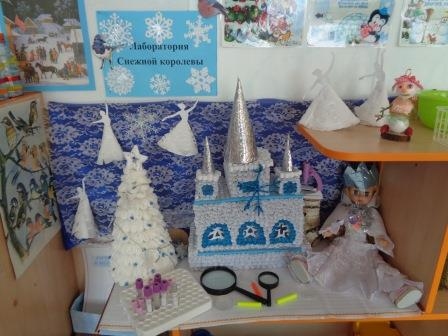 Лаборатория
Снежной королевы